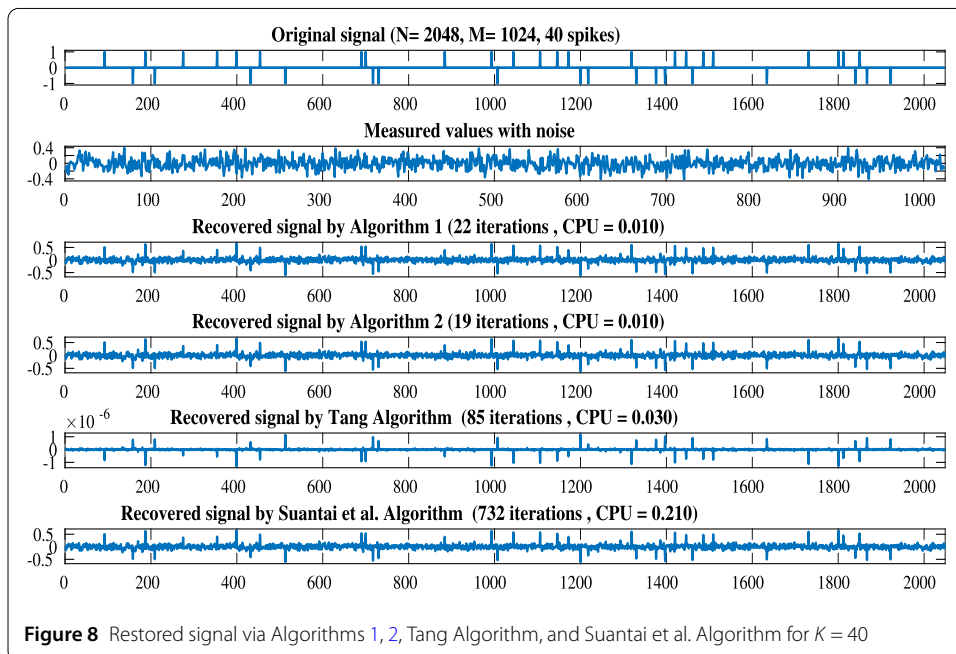 Original signal (N= 2048, M= 1024, 40 spikes)
1
0
-1
0 200 400 600 800 1000 1200 1400 1600 1800 2000
Measured values with noise
0.4
0
-0.4
0 100 200 300 400 500 600 700 800 900 1000
Recovered signal by Algorithm 1 (22 iterations , CPU = 0.010)
0.5
0
-0.5
0 200 400 600 800 1000 1200 1400 1600 1800 2000
Recovered signal by Algorithm 2 (19 iterations , CPU = 0.010)
0.5
0
-0.5
0 200 400 600 800 1000 1200 1400 1600 1800 2000
×10 -6
Recovered signal by Tang Algorithm (85 iterations , CPU = 0.030)
1
0
-1
0 200 400 600 800 1000 1200 1400 1600 1800 2000
Recovered signal by Suantai et al. Algorithm (732 iterations , CPU = 0.210)
0.5
0
-0.5
0 200 400 600 800 1000 1200 1400 1600 1800 2000
Figure 8 Restored signal via Algorithms 1, 2, Tang Algorithm, and Suantai et al. Algorithm for K = 40